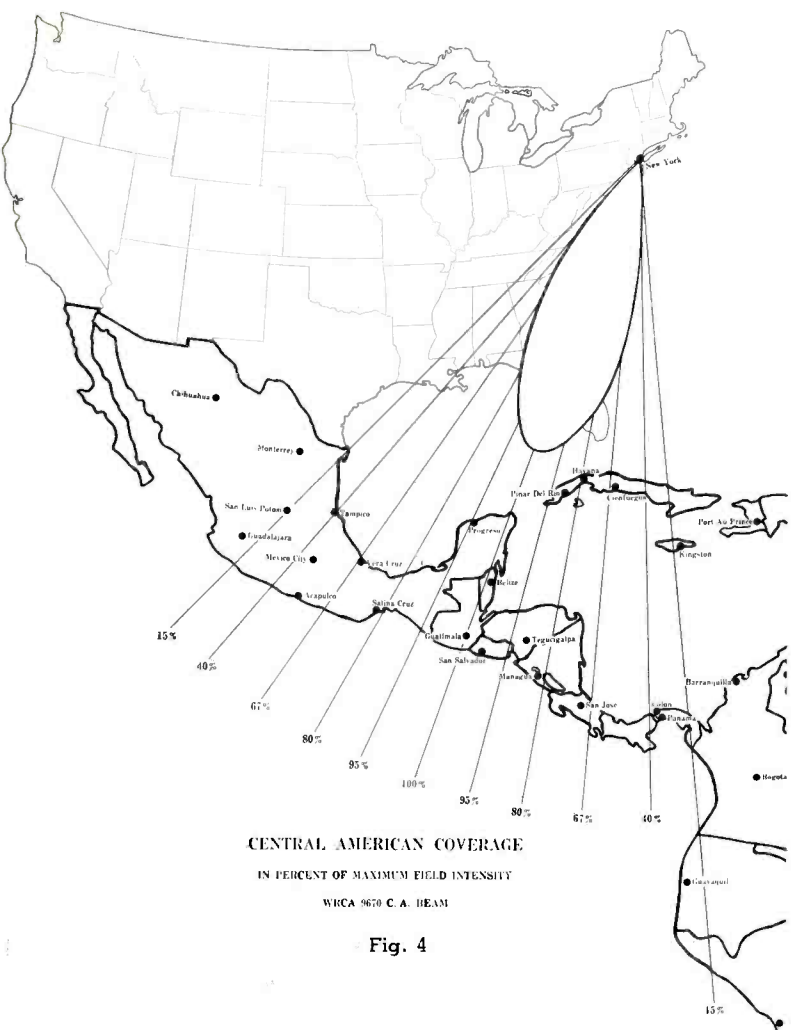 New York
Chihuahua
Monterrey
San Luis Potosi
Tampico
Guadalajara
Mexico City
Vera Cruz
Acapulco
Salina Cruz
Progreso
Belize
Guatemala
San Salvador
Tegucigalpa
Managua
San Jose
Colon
Panama
Havana
Pinar Del Rio
Cienfuegos
Port Au Prince
Kingston
Barranquilla
Bogota
Guayaquil
15%
40%
67%
80%
95%
100%
95%
80%
67%
40%
15%
CENTRAL AMERICAN COVERAGE
IN PERCENT OF MAXIMUM FIELD INTENSITY
WRCA 9670 C. A. BEAM
Fig. 4